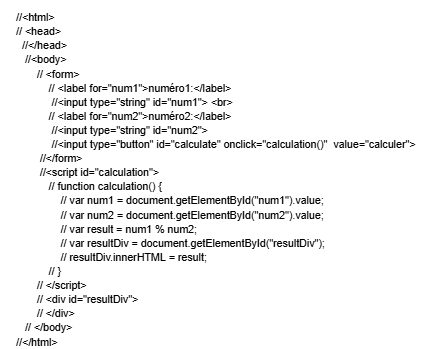 //<html>
// <head>
//</head>
//<body>
// <form>
// <label for="num1">numéro1:</label>
//<input type="string" id="num1"> <br>
// <label for="num2">numéro2:</label>
//<input type="string" id="num2">
//<input type="button" id="calculate" onclick="calculation()"  value="calculer">
//</form>
//<script id="calculation">
// function calculation() {
// var num1 = document.getElementById("num1").value;
// var num2 = document.getElementById("num2").value;
// var result = num1 % num2;
// var resultDiv = document.getElementById("resultDiv");
// resultDiv.innerHTML = result;
// }
// </script>
// <div id="resultDiv">
// </div>
// </body>
//</html>